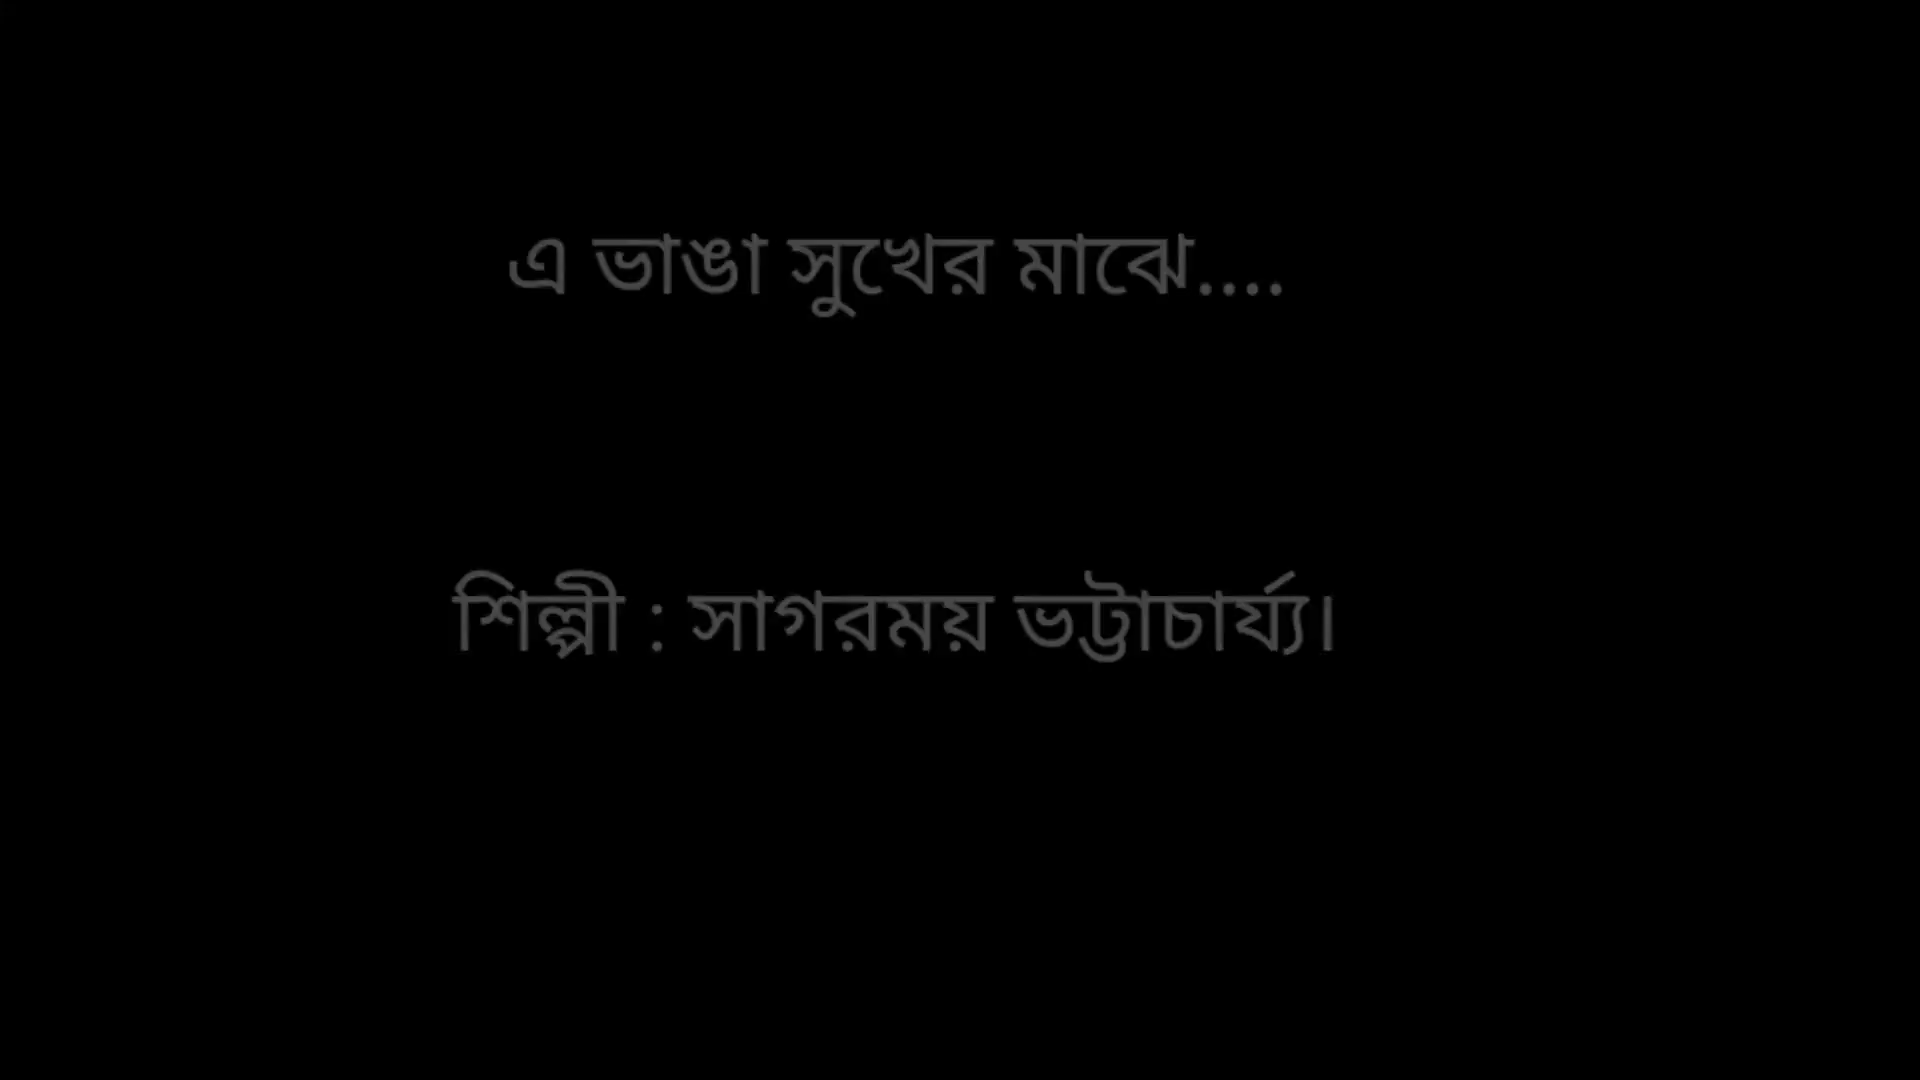 এ ভাঙা সুখের মাঝে....
শিল্পী : সাগরময় ভট্টাচার্য্য।